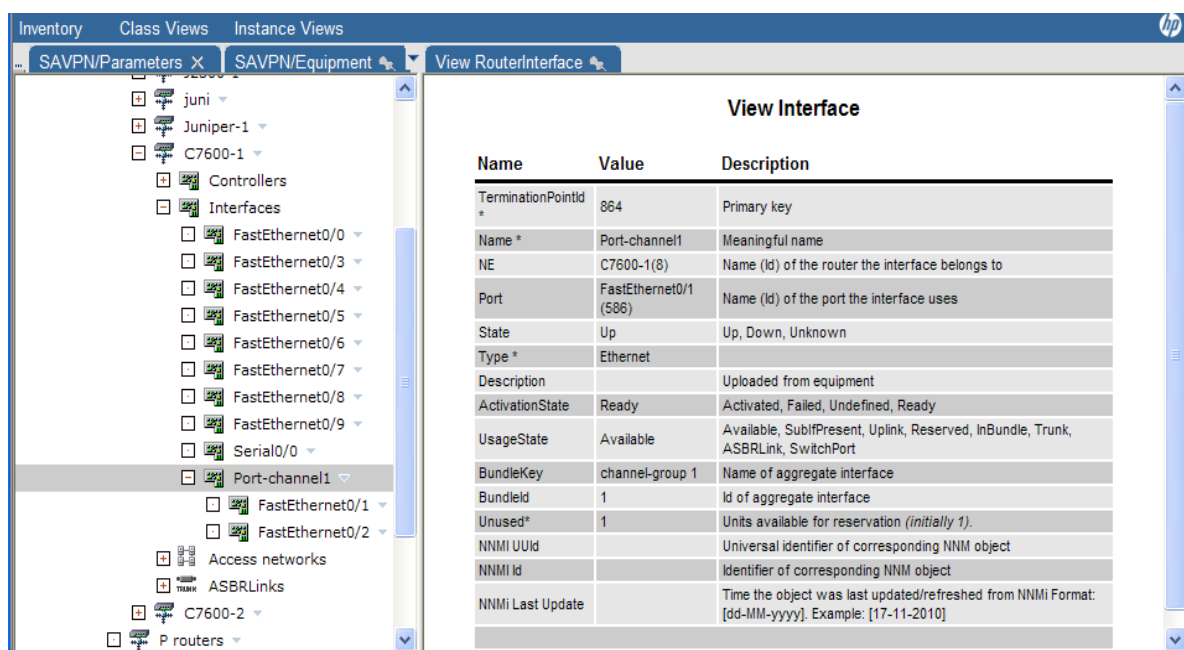 Inventory Class Views Instance Views
hp
... SAVPN/Parameters X SAVPN/Equipment View RouterInterface
juni
Juniper-1
C7600-1
Controllers
Interfaces
FastEthernet0/0
FastEthernet0/3
FastEthernet0/4
FastEthernet0/5
FastEthernet0/6
FastEthernet0/7
FastEthernet0/8
FastEthernet0/9
Serial0/0
Port-channel1
FastEthernet0/1
FastEthernet0/2
Access networks
TRUNK ASBRLinks
C7600-2
P routers
View Interface
Name Value Description
TerminationPointId
* 864 Primary key
Name * Port-channel1 Meaningful name
NE C7600-1(8) Name (Id) of the router the interface belongs to
Port FastEthernet0/1
(586) Name (Id) of the port the interface uses
State Up Up, Down, Unknown
Type * Ethernet
Description Uploaded from equipment
ActivationState Ready Activated, Failed, Undefined, Ready
UsageState Available Available, SubIfPresent, Uplink, Reserved, InBundle, Trunk,
ASBRLink, SwitchPort
BundleKey channel-group 1 Name of aggregate interface
BundleId 1 Id of aggregate interface
Unused* 1 Units available for reservation (initially 1).
NNMI UUId Universal identifier of corresponding NNM object
NNMI Id Identifier of corresponding NNM object
NNMi Last Update Time the object was last updated/refreshed from NNMi Format:
[dd-MM-yyyy]. Example: [17-11-2010]